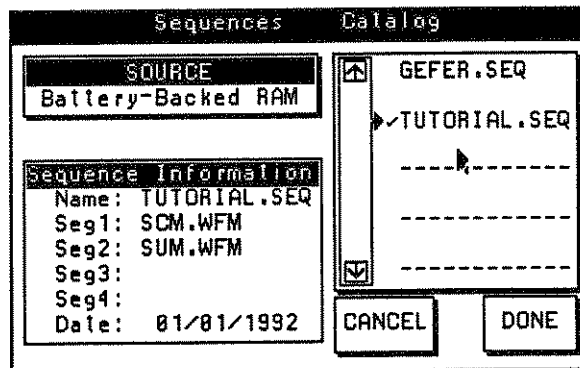 Sequences Catalog
SOURCE
Battery-Backed RAM
Sequence Information
Name: TUTORIAL.SEQ
Seg1: SCM.WFM
Seg2: SUM.WFM
Seg3:
Seg4:
Date: 01/01/1992
GEFER.SEQ
✓TUTORIAL.SEQ
CANCEL
DONE